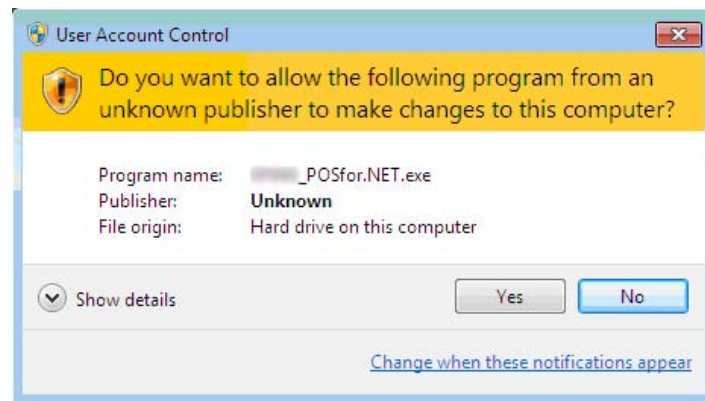 User Account Control
Do you want to allow the following program from an
unknown publisher to make changes to this computer?
Program name: _POSfor.NET.exe
Publisher: Unknown
File origin: Hard drive on this computer
Show details
Yes No
Change when these notifications appear